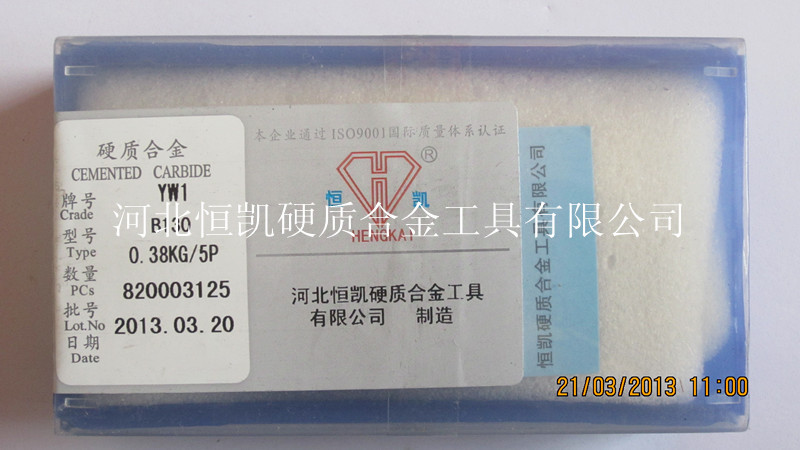 硬质合金
CEMENTED CARBIDE
牌号 YW1
Crade
型号 B130
Type 0.38KG/5P
数量
PCs 820003125
批号
Lot.No 2013.03.20
日期
Date
本企业通过ISO9001国际质量体系认证
®
恒 凯
HENGKAI
河北恒凯硬质合金工具
有限公司 制造
恒凯硬质合金工具有限公司
河北恒凯硬质合金工具有限公司
21/03/2013 11:00